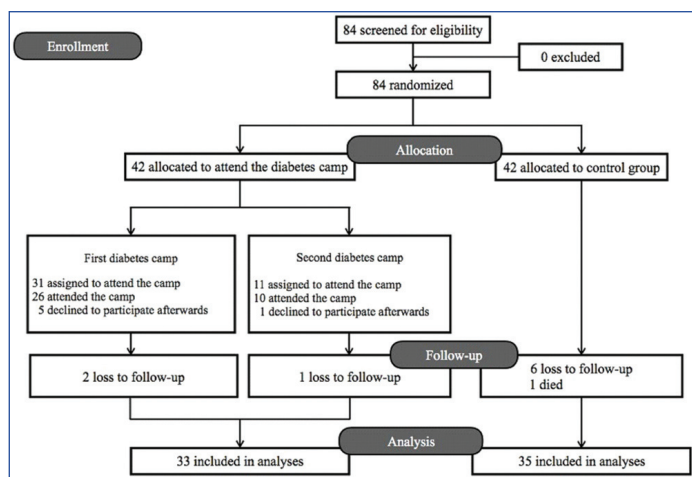 Enrollment
84 screened for eligibility
0 excluded
84 randomized
Allocation
42 allocated to attend the diabetes camp
42 allocated to control group
First diabetes camp
31 assigned to attend the camp
26 attended the camp
5 declined to participate afterwards
Second diabetes camp
11 assigned to attend the camp
10 attended the camp
1 declined to participate afterwards
Follow-up
2 loss to follow-up
1 loss to follow-up
6 loss to follow-up
1 died
Analysis
33 included in analyses
35 included in analyses